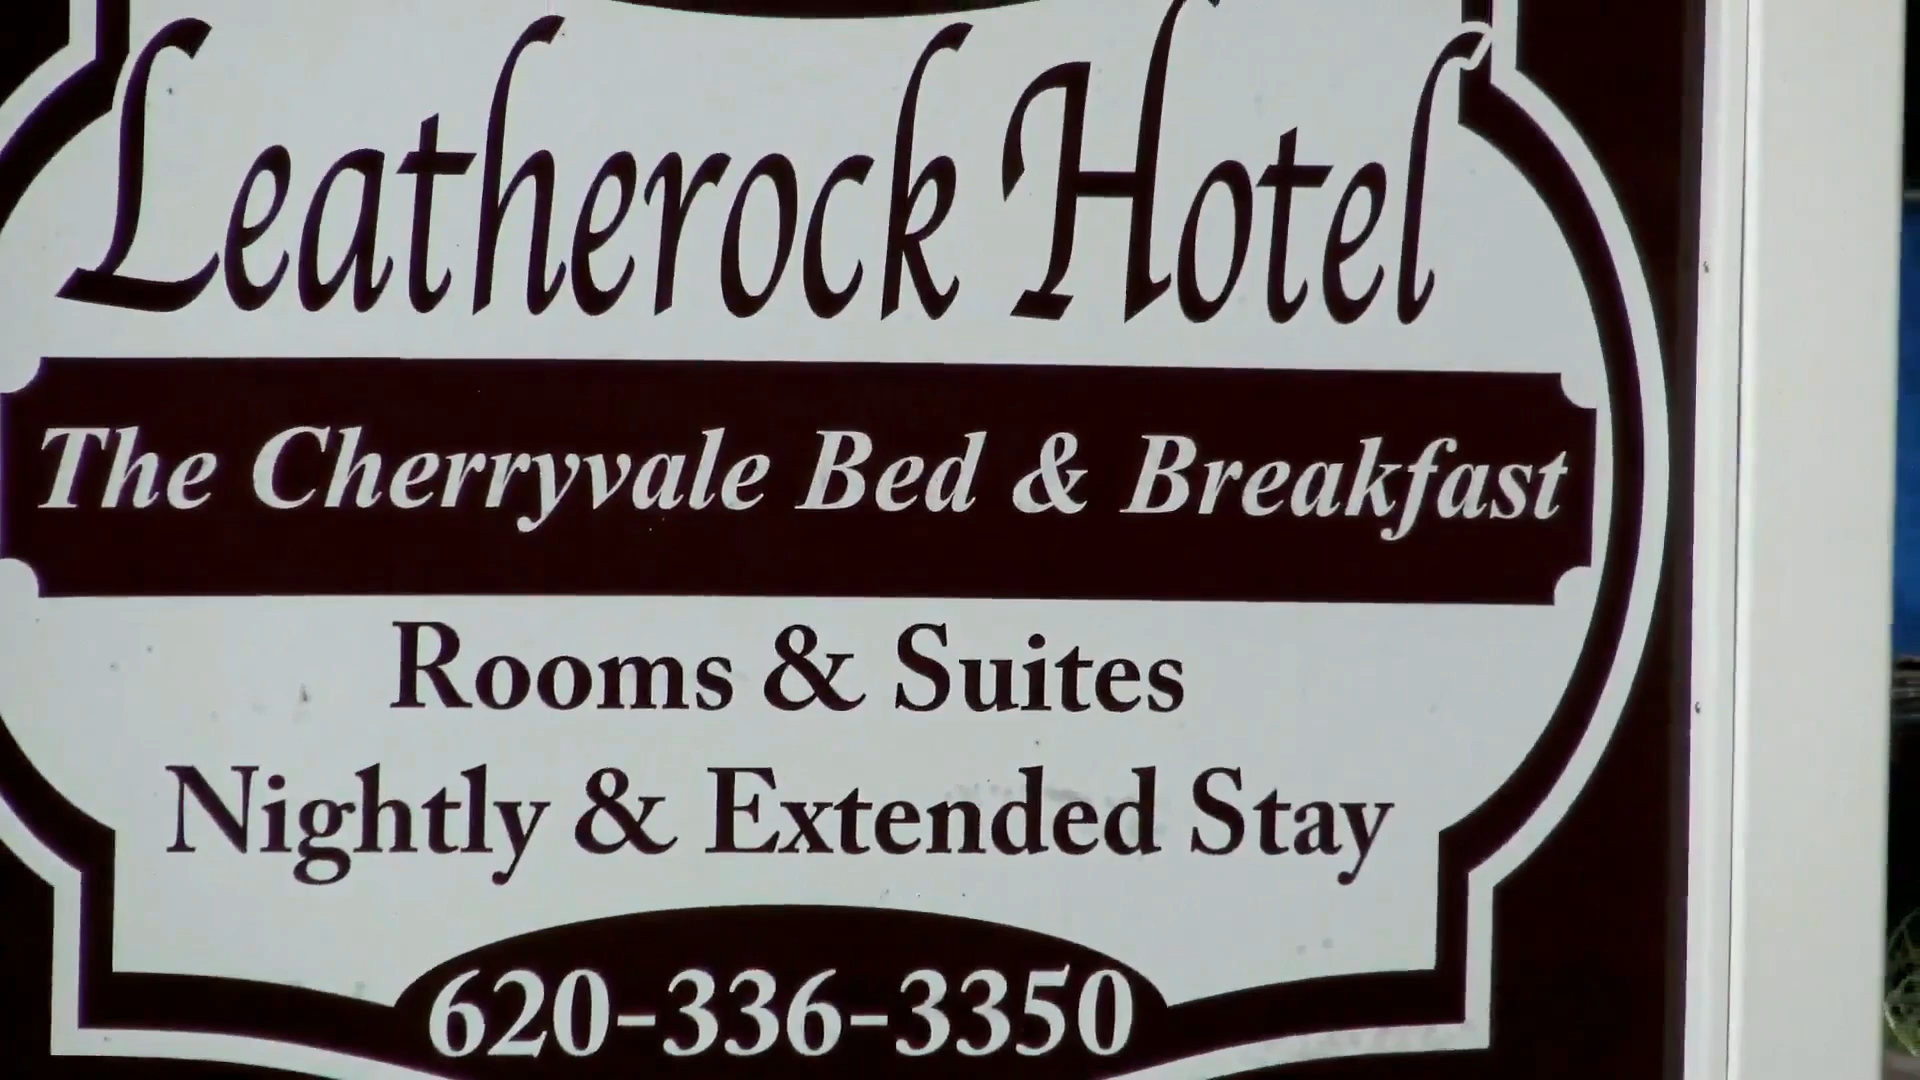 Leatherock Hotel
The Cherryvale Bed & Breakfast
Rooms & Suites
Nightly & Extended Stay
620-336-3350